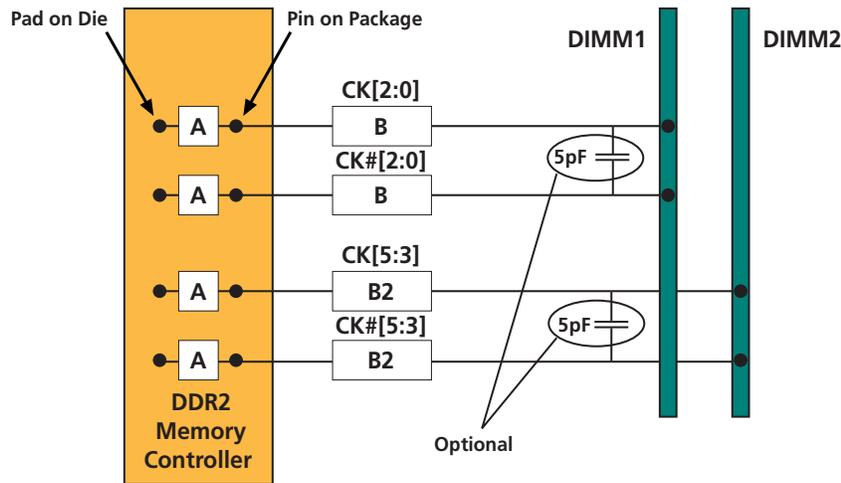 Pad on Die
Pin on Package
DIMM1
DIMM2
CK[2:0]
A
B
5pF
CK#[2:0]
A
B
CK[5:3]
A
B2
CK#[5:3]
5pF
A
B2
DDR2
Memory
Controller
Optional